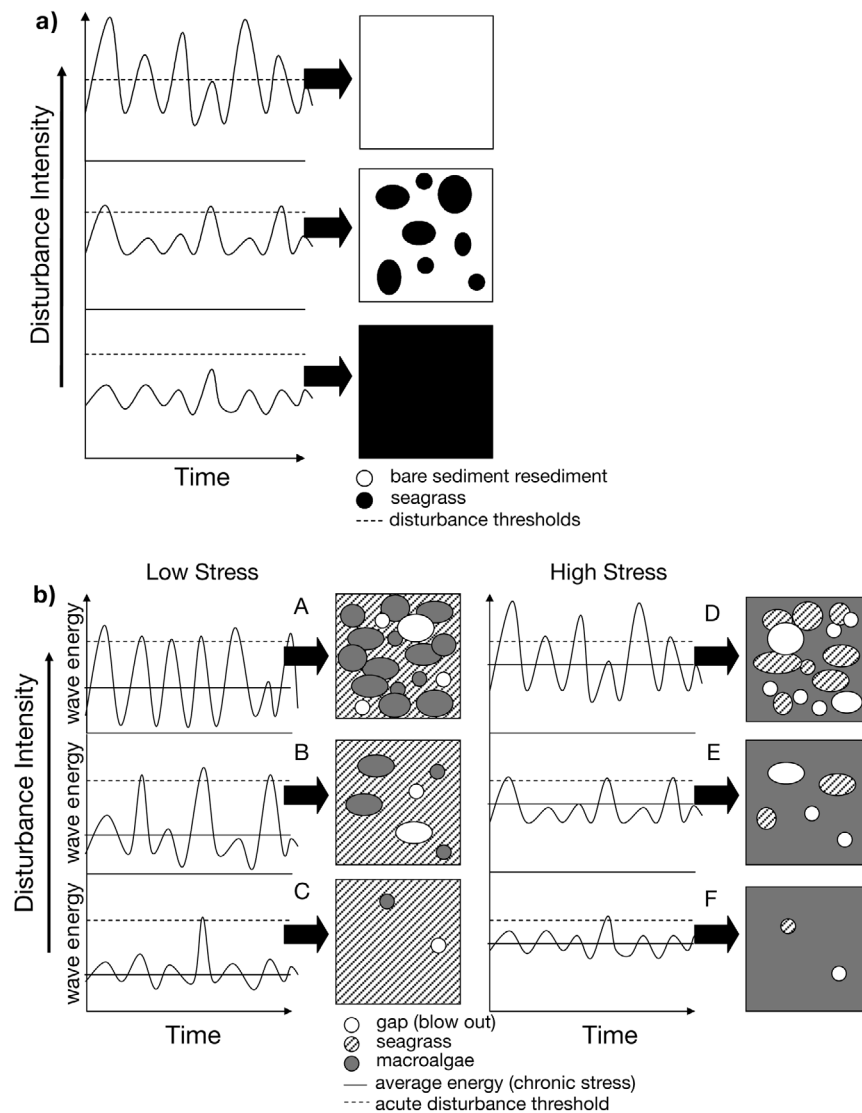 a)
Disturbance Intensity
Time
bare sediment resediment
seagrass
disturbance thresholds
b)
Low Stress
High Stress
Disturbance Intensity
wave energy
A
D
wave energy
B
E
wave energy
C
F
Time
Time
gap (blow out)
seagrass
macroalgae
average energy (chronic stress)
acute disturbance threshold